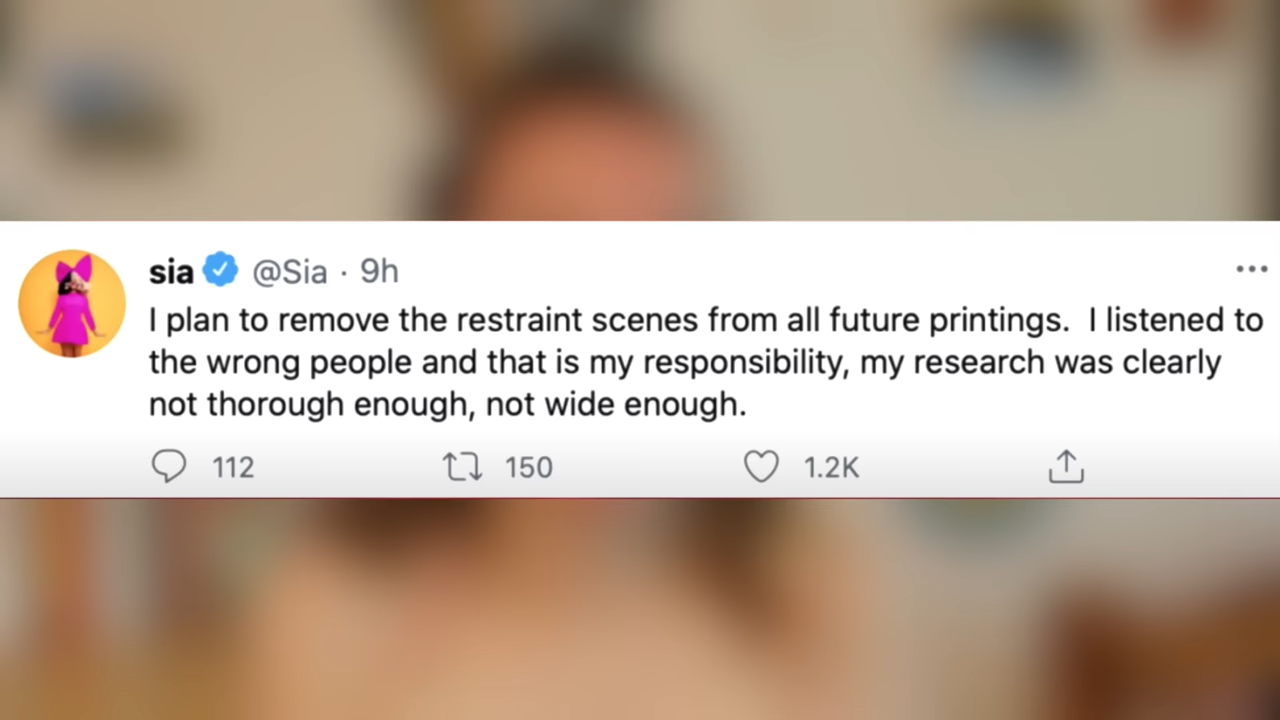 sia @Sia · 9h
I plan to remove the restraint scenes from all future printings.  I listened to
the wrong people and that is my responsibility, my research was clearly
not thorough enough, not wide enough.
112 150 1.2K